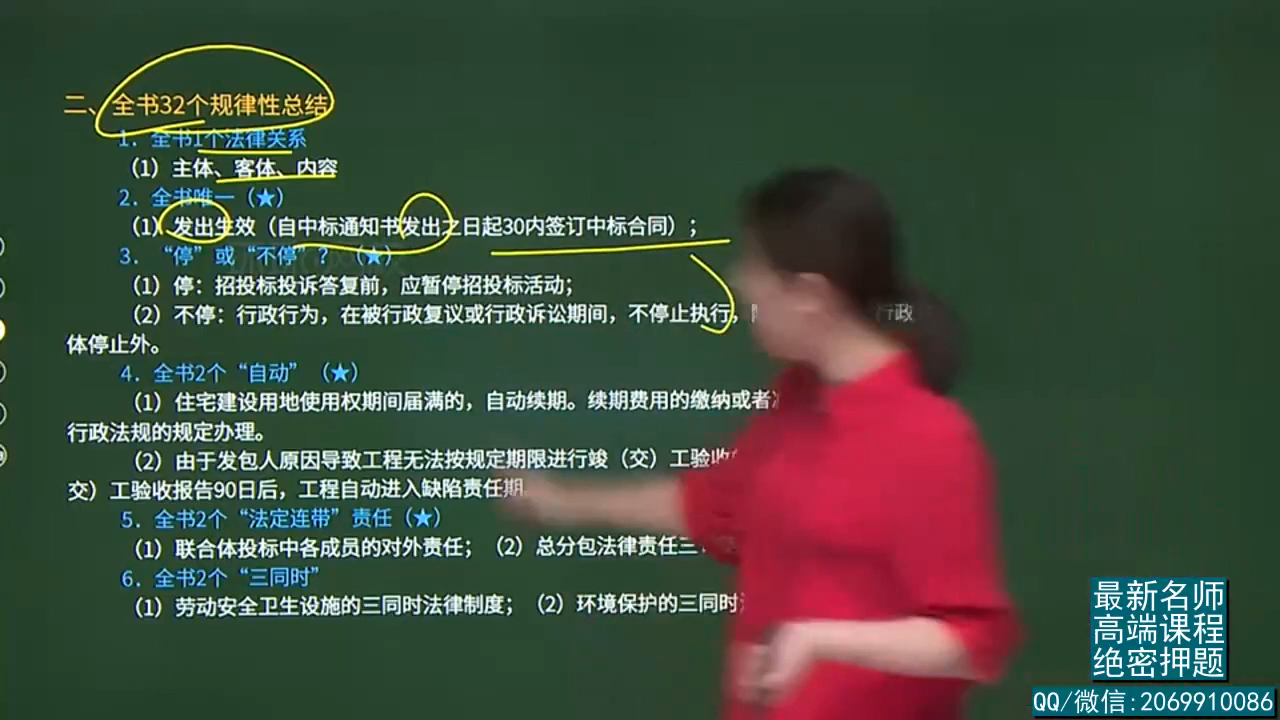 二、全书32个规律性总结
1. 全书1个法律关系
（1）主体、客体、内容
2. 全书唯一（★）
（1）发出生效（自中标通知书发出之日起30内签订中标合同）；
3. “停”或“不停”？（★）
（1）停：招投标投诉答复前，应暂停招投标活动；
（2）不停：行政行为，在被行政复议或行政诉讼期间，不停止执行， 行政
体停止外。
4. 全书2个“自动”（★）
（1）住宅建设用地使用权期间届满的，自动续期。续期费用的缴纳或者
行政法规的规定办理。
（2）由于发包人原因导致工程无法按规定期限进行竣（交）工验收
交）工验收报告90日后，工程自动进入缺陷责任期
5. 全书2个“法定连带”责任（★）
（1）联合体投标中各成员的对外责任；（2）总分包法律责任三
6. 全书2个“三同时”
（1）劳动安全卫生设施的三同时法律制度；（2）环境保护的三同时
最新名师
高端课程
绝密押题
QQ/微信:2069910086